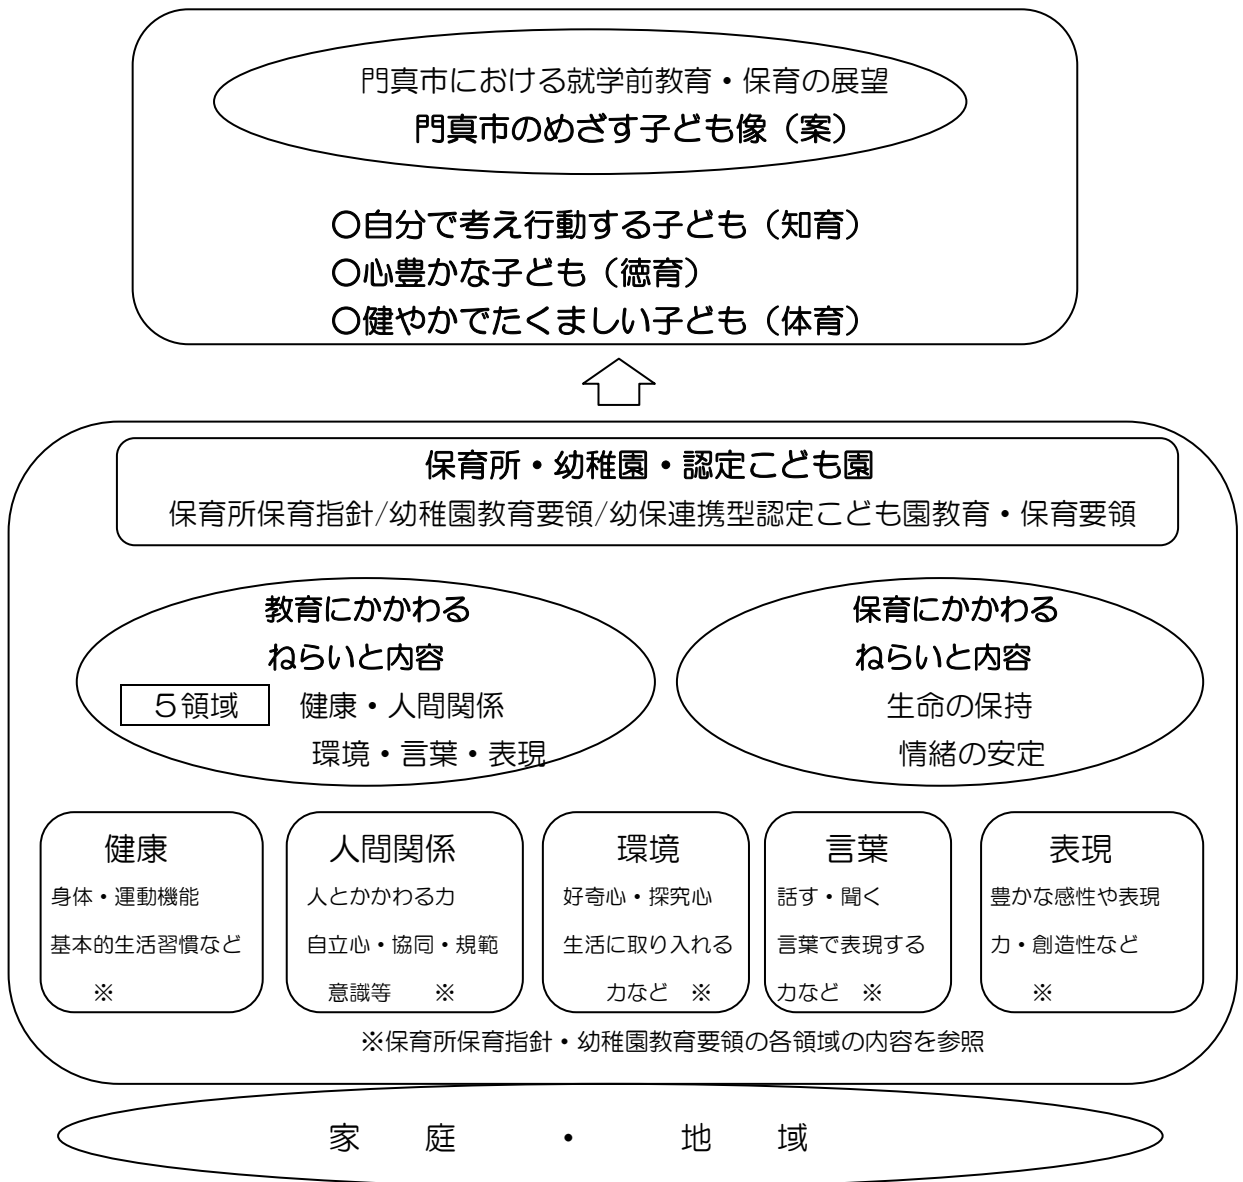 門真市における就学前教育・保育の展望
門真市のめざす子ども像（案）
〇自分で考え行動する子ども（知育）
〇心豊かな子ども（徳育）
〇健やかでたくましい子ども（体育）
保育所・幼稚園・認定こども園
保育所保育指針/幼稚園教育要領/幼保連携型認定こども園教育・保育要領
教育にかかわる
ねらいと内容
５領域　健康・人間関係
環境・言葉・表現
保育にかかわる
ねらいと内容
生命の保持
情緒の安定
健康
身体・運動機能
基本的生活習慣など
※
人間関係
人とかかわる力
自立心・協同・規範
意識等　※
環境
好奇心・探究心
生活に取り入れる
力など　※
言葉
話す・聞く
言葉で表現する
力など　※
表現
豊かな感性や表現
力・創造性など
※
※保育所保育指針・幼稚園教育要領の各領域の内容を参照
家　庭　・　地　域